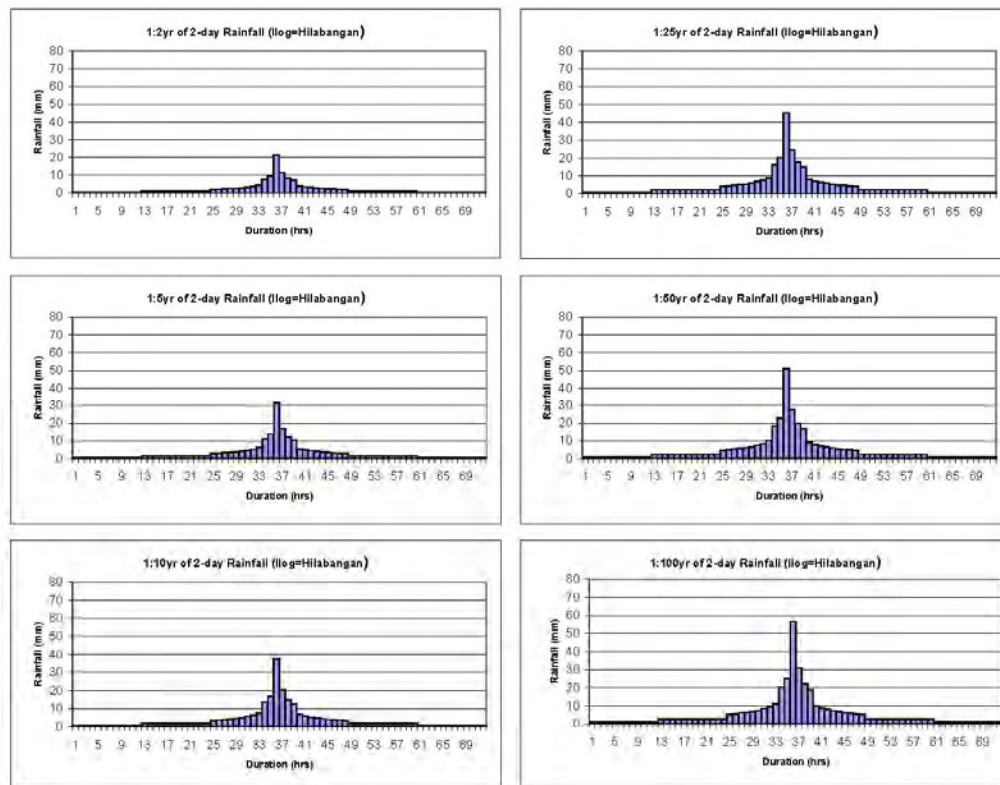 1:2yr of 2-day Rainfall (Ilog=Hilabangan)
80
70
60
50
40
30
20
10
0
Rainfall (mm)
1 5 9 13 17 21 25 29 33 37 41 45 49 53 57 61 65 69
Duration (hrs)
1:25yr of 2-day Rainfall (Ilog=Hilabangan)
80
70
60
50
40
30
20
10
0
Rainfall (mm)
1 5 9 13 17 21 25 29 33 37 41 45 49 53 57 61 65 69
Duration (hrs)
1:5yr of 2-day Rainfall (Ilog=Hilabangan)
80
70
60
50
40
30
20
10
0
Rainfall (mm)
1 5 9 13 17 21 25 29 33 37 41 45 49 53 57 61 65 69
Duration (hrs)
1:50yr of 2-day Rainfall (Ilog=Hilabangan)
80
70
60
50
40
30
20
10
0
Rainfall (mm)
1 5 9 13 17 21 25 29 33 37 41 45 49 53 57 61 65 69
Duration (hrs)
1:10yr of 2-day Rainfall (Ilog=Hilabangan)
80
70
60
50
40
30
20
10
0
Rainfall (mm)
1 5 9 13 17 21 25 29 33 37 41 45 49 53 57 61 65 69
Duration (hrs)
1:100yr of 2-day Rainfall (Ilog=Hilabangan)
80
70
60
50
40
30
20
10
0
Rainfall (mm)
1 5 9 13 17 21 25 29 33 37 41 45 49 53 57 61 65 69
Duration (hrs)